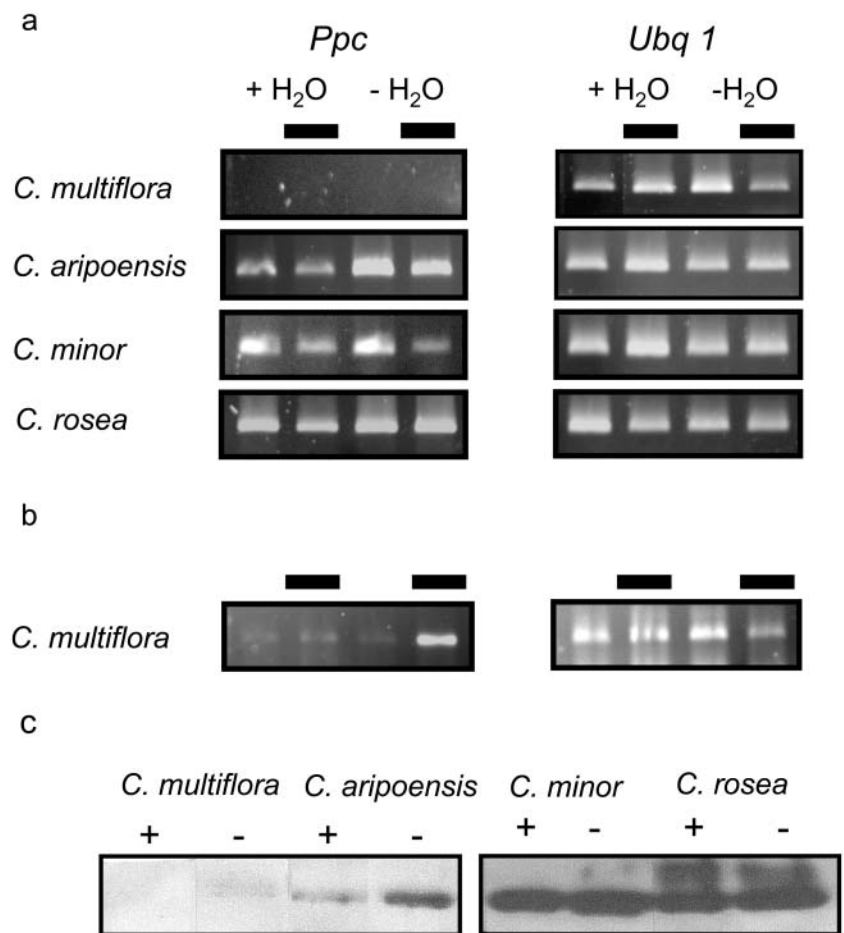 a
Ppc Ubq 1
+ H₂O - H₂O + H₂O -H₂O
C. multiflora
C. aripoensis
C. minor
C. rosea
b
C. multiflora
c
C. multiflora C. aripoensis C. minor C. rosea
+ - + - + - + -